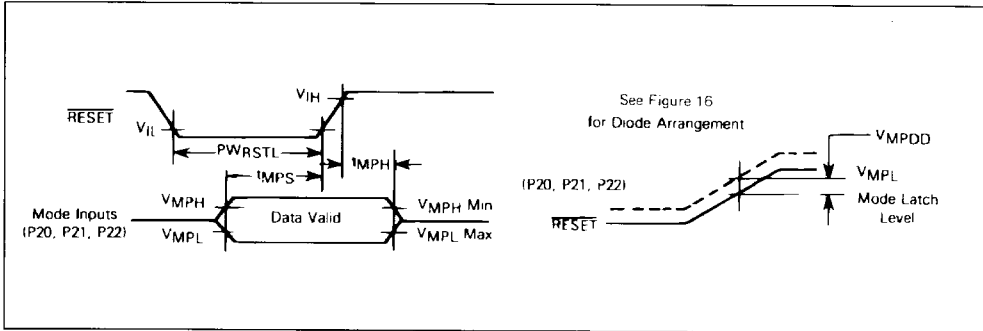 RESET
VIL
VIH
PWRSTL
tMPH
tMPS
Mode Inputs
(P20, P21, P22)
VMPH
VMPL
Data Valid
VMPH Min
VMPL Max
See Figure 16
for Diode Arrangement
VMPDD
VMPL
Mode Latch
Level
(P20, P21, P22)
RESET